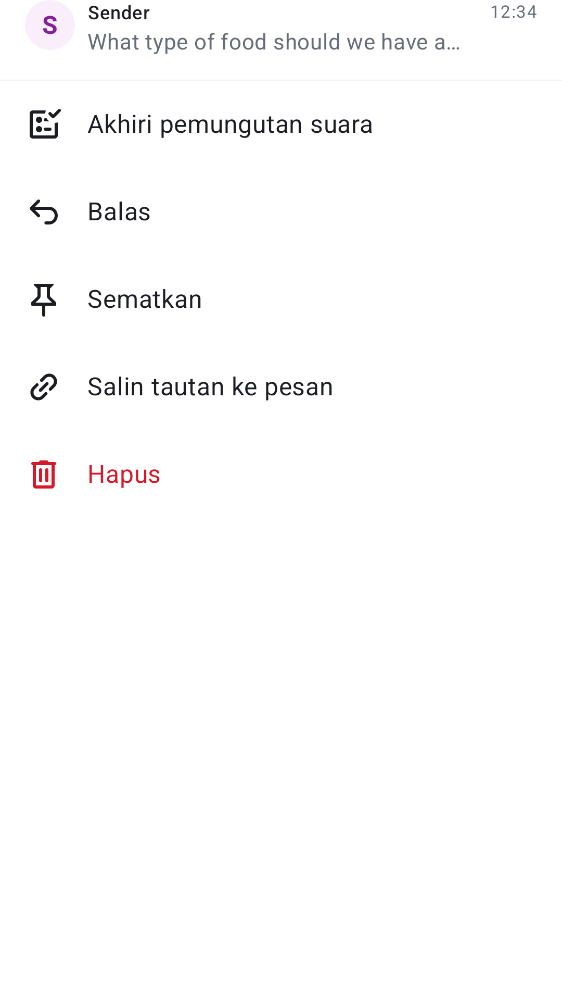 S
Sender
12:34
What type of food should we have a…
Akhiri pemungutan suara
Balas
Sematkan
Salin tautan ke pesan
Hapus